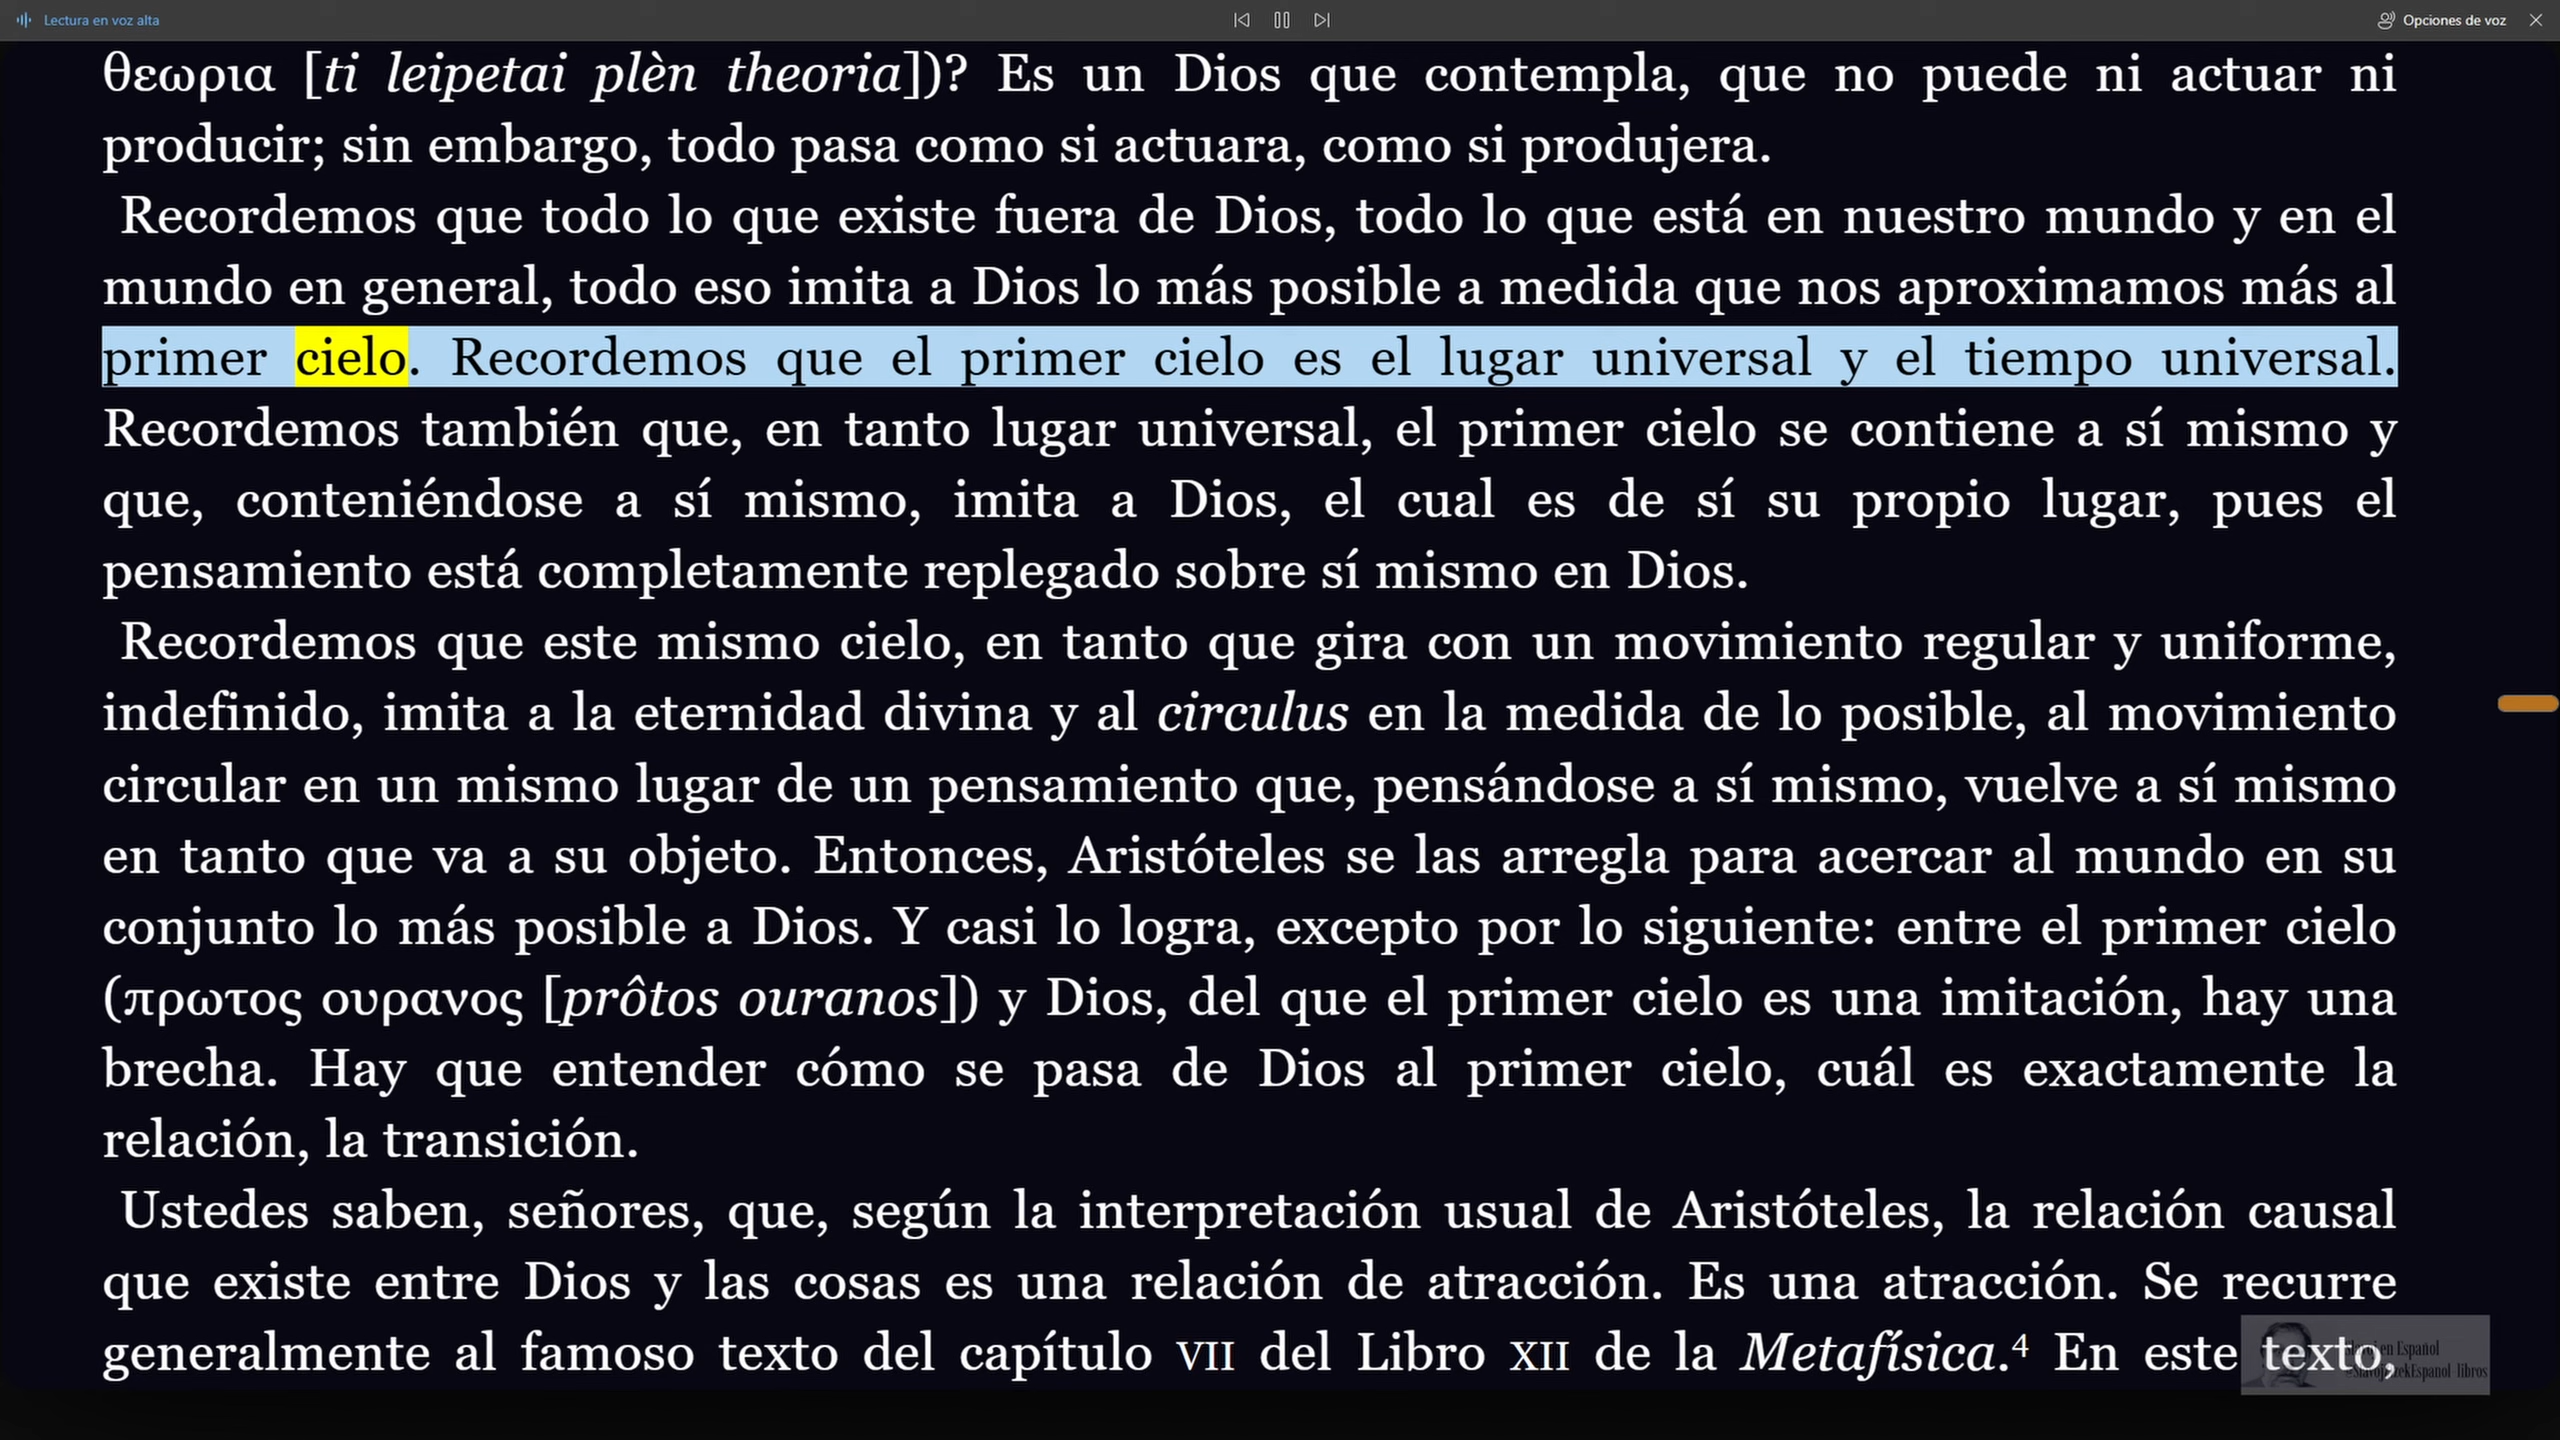 Lectura en voz alta
Opciones de voz
θεωρια [ti leipetai plèn theoria])? Es un Dios que contempla, que no puede ni actuar ni
producir; sin embargo, todo pasa como si actuara, como si produjera.
Recordemos que todo lo que existe fuera de Dios, todo lo que está en nuestro mundo y en el
mundo en general, todo eso imita a Dios lo más posible a medida que nos aproximamos más al
primer cielo. Recordemos que el primer cielo es el lugar universal y el tiempo universal.
Recordemos también que, en tanto lugar universal, el primer cielo se contiene a sí mismo y
que, conteniéndose a sí mismo, imita a Dios, el cual es de sí su propio lugar, pues el
pensamiento está completamente replegado sobre sí mismo en Dios.
Recordemos que este mismo cielo, en tanto que gira con un movimiento regular y uniforme,
indefinido, imita a la eternidad divina y al circulus en la medida de lo posible, al movimiento
circular en un mismo lugar de un pensamiento que, pensándose a sí mismo, vuelve a sí mismo
en tanto que va a su objeto. Entonces, Aristóteles se las arregla para acercar al mundo en su
conjunto lo más posible a Dios. Y casi lo logra, excepto por lo siguiente: entre el primer cielo
(πρωτος ουρανος [prôtos ouranos]) y Dios, del que el primer cielo es una imitación, hay una
brecha. Hay que entender cómo se pasa de Dios al primer cielo, cuál es exactamente la
relación, la transición.
Ustedes saben, señores, que, según la interpretación usual de Aristóteles, la relación causal
que existe entre Dios y las cosas es una relación de atracción. Es una atracción. Se recurre
generalmente al famoso texto del capítulo VII del Libro XII de la Metafísica.⁴ En este texto,
en Español